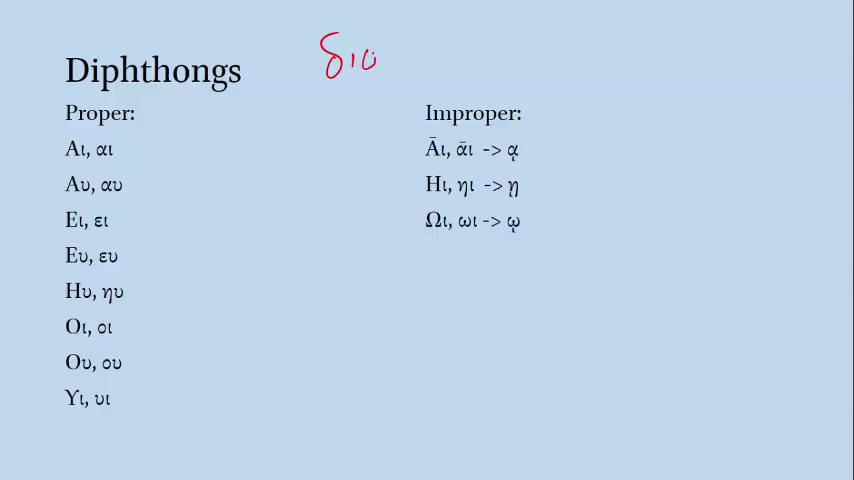 Diphthongs
Proper:
Αι, αι
Αυ, αυ
Ει, ει
Ευ, ευ
Ηυ, ηυ
Οι, οι
Ου, ου
Υι, υι
Improper:
Ᾱι, ᾱι -> ᾳ
Ηι, ηι -> ῃ
Ωι, ωι -> ῳ